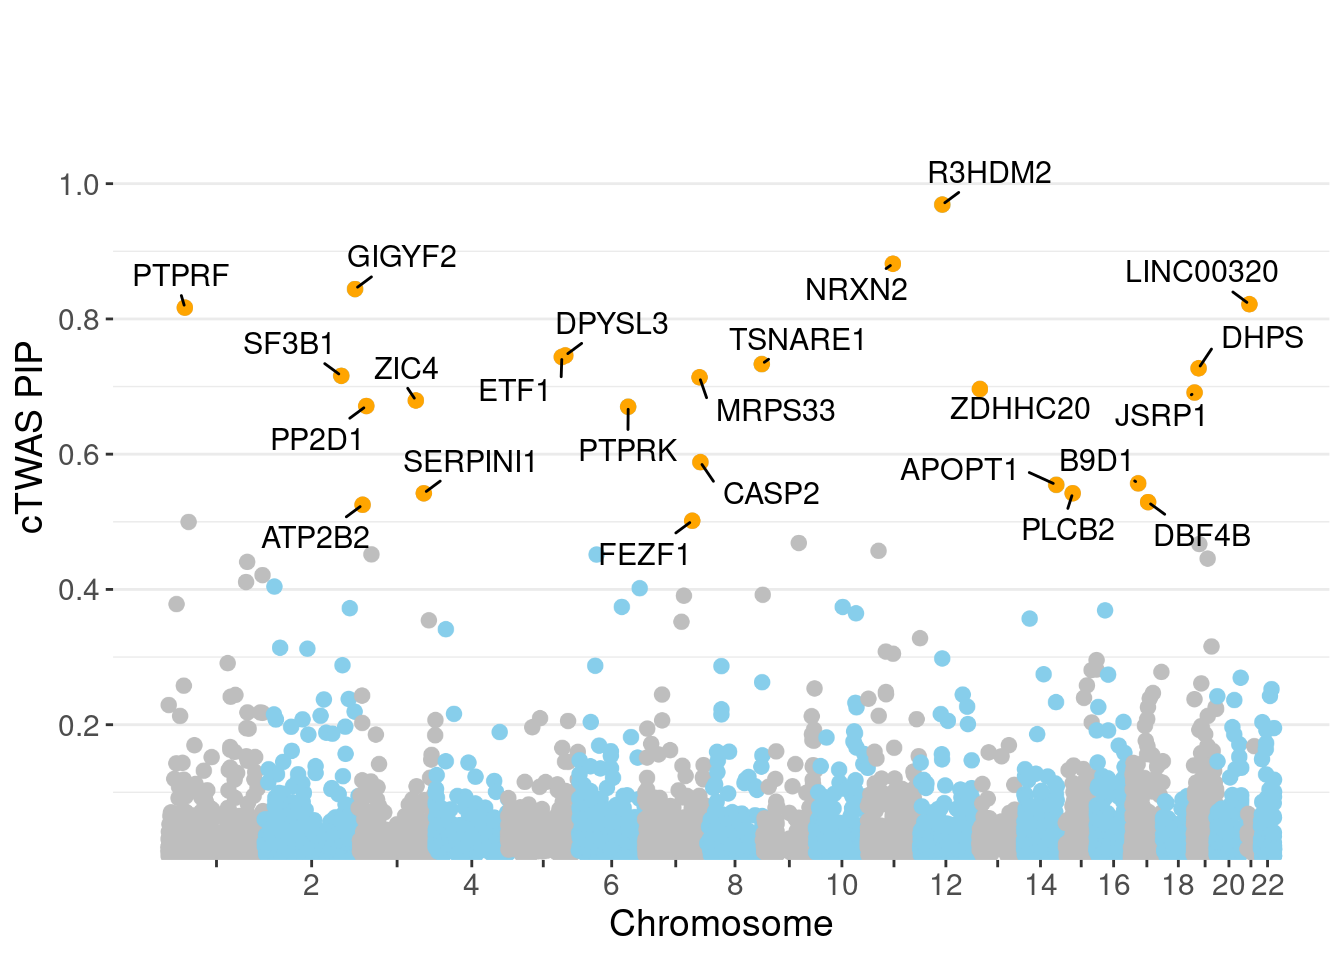 R3HDM2
1.0
GIGYF2
PTPRF
LINC00320
NRXN2
0.8
DPYSL3
TSNARE1
DHPS
SF3B1
ZIC4
ETF1
MRPS33
ZDHHC20
JSRP1
PP2D1
PTPRK
0.6
SERPINI1
APOPT1
B9D1
CASP2
PLCB2
DBF4B
ATP2B2
FEZF1
0.4
0.2
cTWAS PIP
2 4 6 8 10 12 14 16 18 20 22
Chromosome